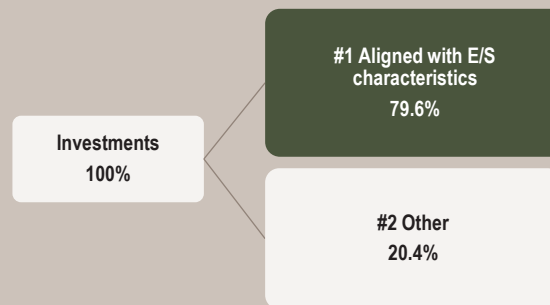 Investments
100%
#1 Aligned with E/S
characteristics
79.6%
#2 Other
20.4%